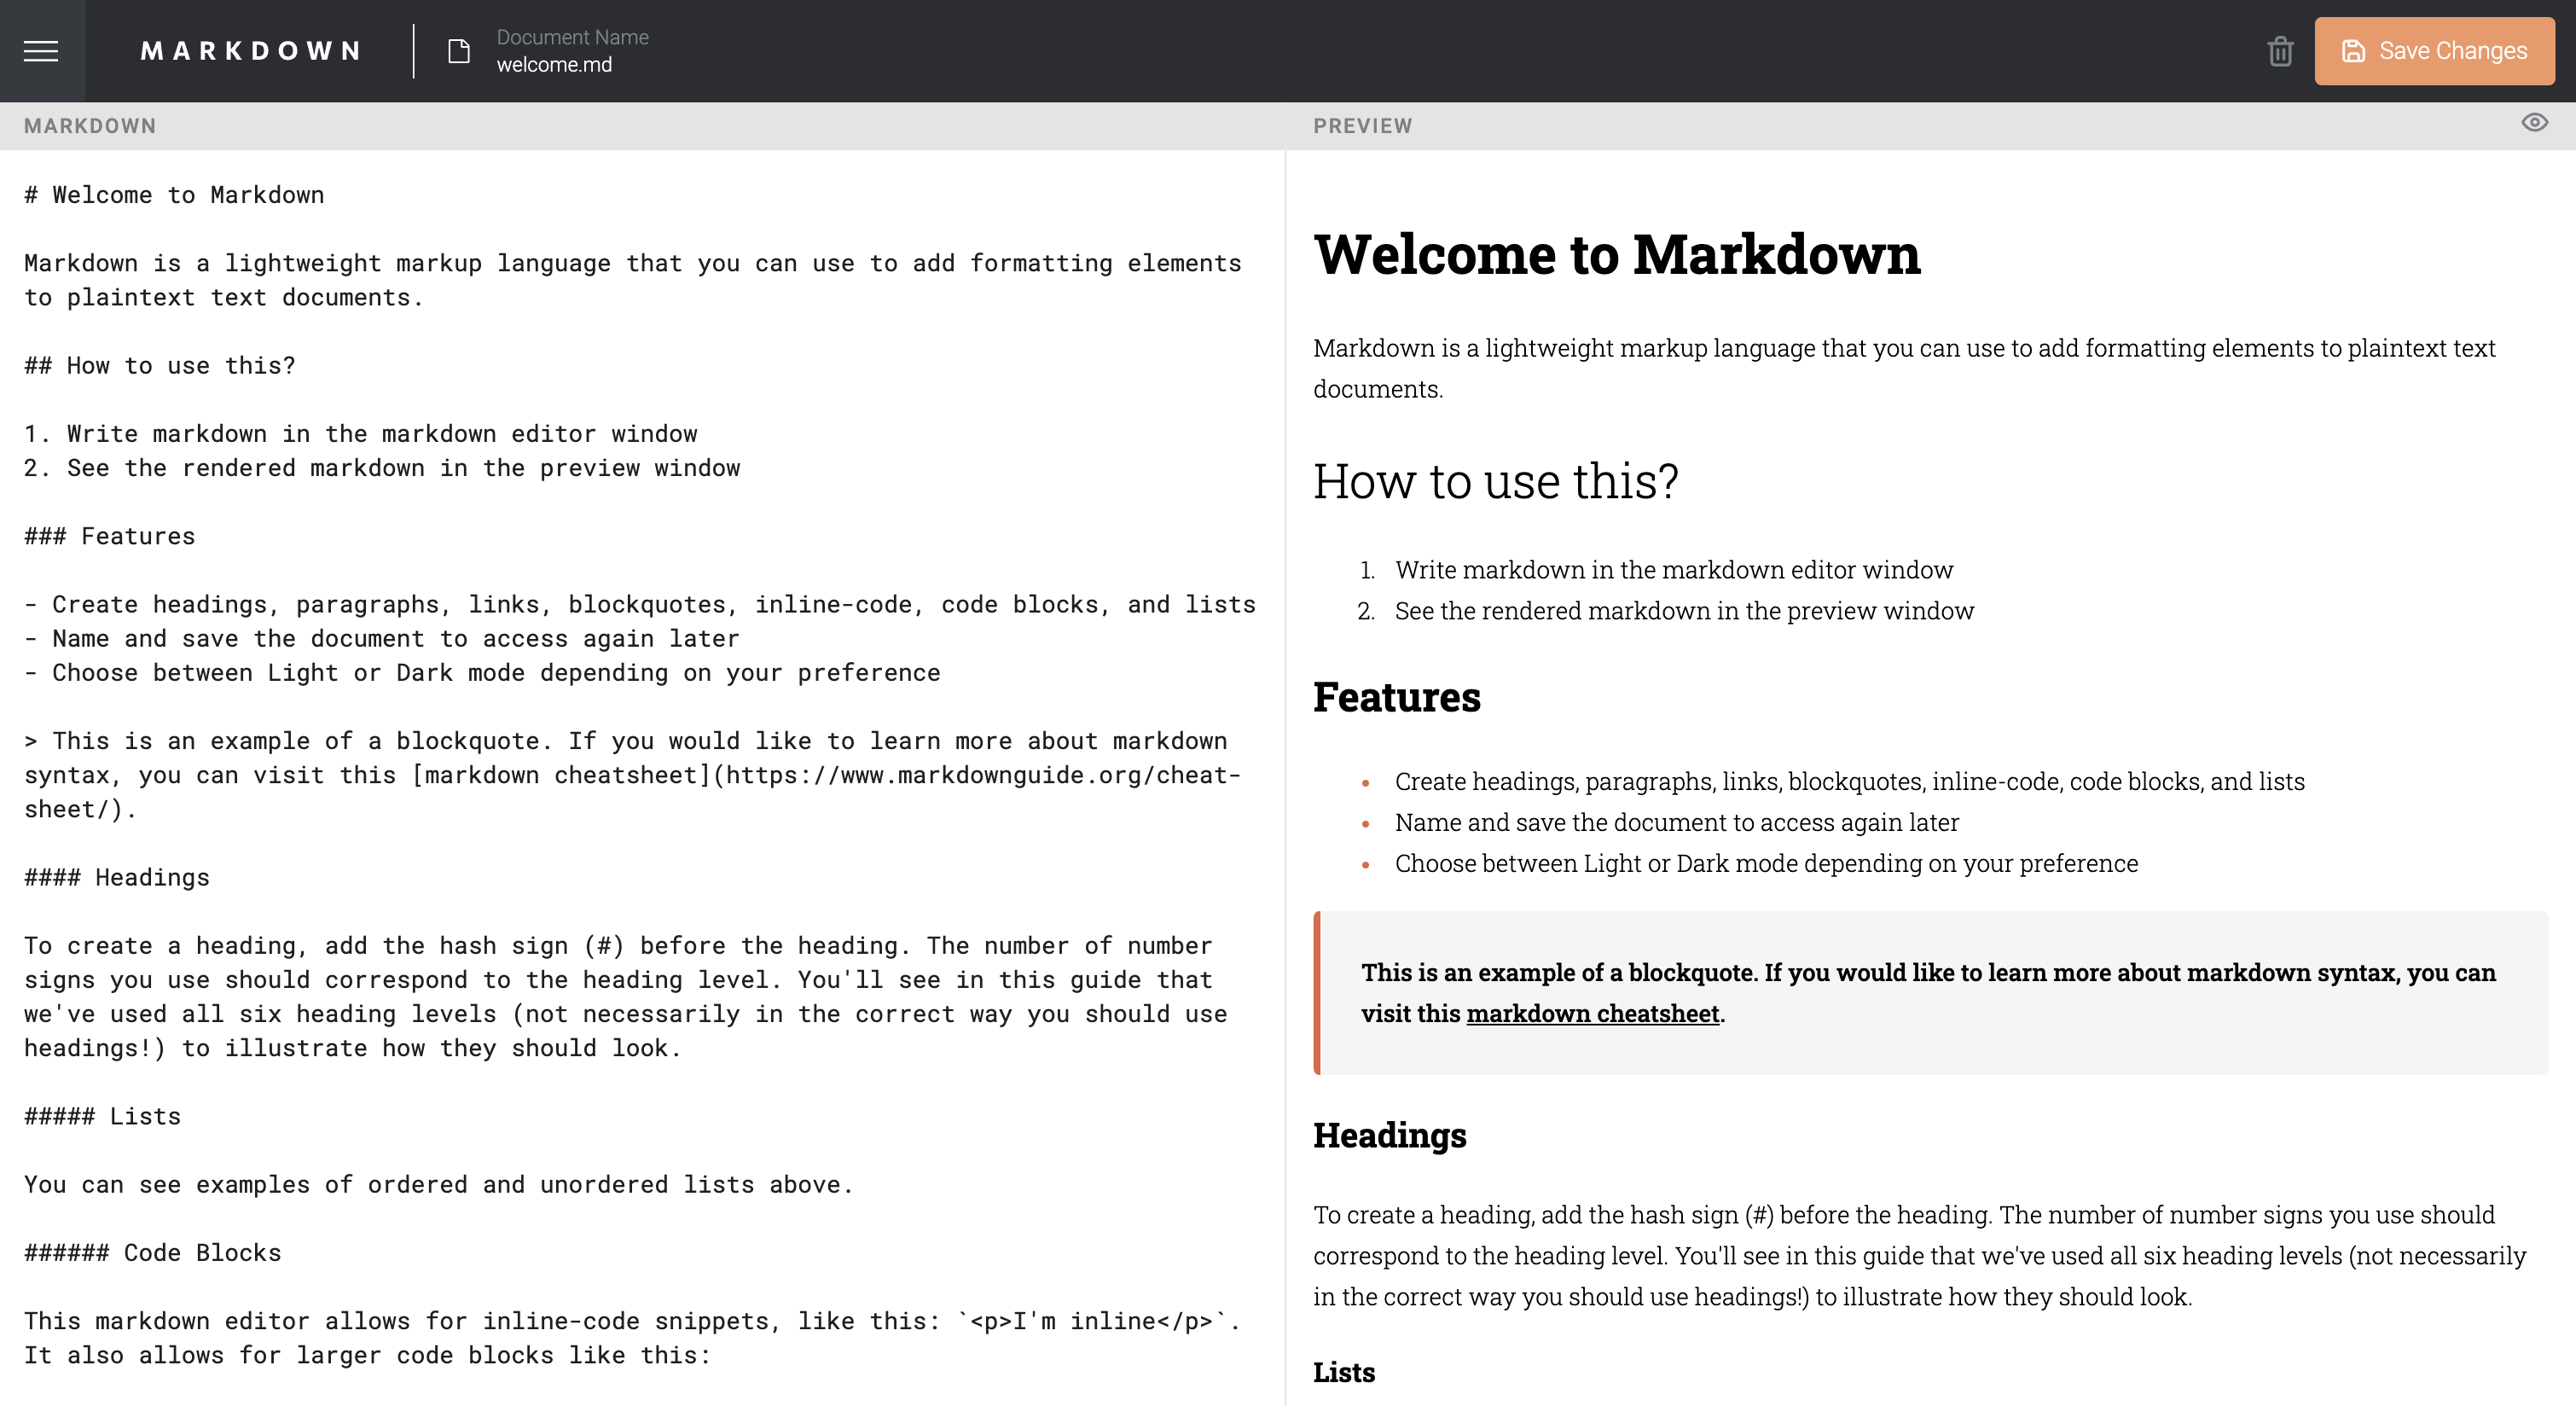 MARKDOWN
Document Name
welcome.md
Save Changes
MARKDOWN
# Welcome to Markdown
Markdown is a lightweight markup language that you can use to add formatting elements
to plaintext text documents.
## How to use this?
1. Write markdown in the markdown editor window
2. See the rendered markdown in the preview window
### Features
- Create headings, paragraphs, links, blockquotes, inline-code, code blocks, and lists
- Name and save the document to access again later
- Choose between Light or Dark mode depending on your preference
> This is an example of a blockquote. If you would like to learn more about markdown
syntax, you can visit this [markdown cheatsheet](https://www.markdownguide.org/cheat-
sheet/).
#### Headings
To create a heading, add the hash sign (#) before the heading. The number of number
signs you use should correspond to the heading level. You'll see in this guide that
we've used all six heading levels (not necessarily in the correct way you should use
headings!) to illustrate how they should look.
##### Lists
You can see examples of ordered and unordered lists above.
###### Code Blocks
This markdown editor allows for inline-code snippets, like this: `<p>I'm inline</p>`.
It also allows for larger code blocks like this:
PREVIEW
Welcome to Markdown
Markdown is a lightweight markup language that you can use to add formatting elements to plaintext text
documents.
How to use this?
1. Write markdown in the markdown editor window
2. See the rendered markdown in the preview window
Features
• Create headings, paragraphs, links, blockquotes, inline-code, code blocks, and lists
• Name and save the document to access again later
• Choose between Light or Dark mode depending on your preference
This is an example of a blockquote. If you would like to learn more about markdown syntax, you can
visit this markdown cheatsheet.
Headings
To create a heading, add the hash sign (#) before the heading. The number of number signs you use should
correspond to the heading level. You'll see in this guide that we've used all six heading levels (not necessarily
in the correct way you should use headings!) to illustrate how they should look.
Lists